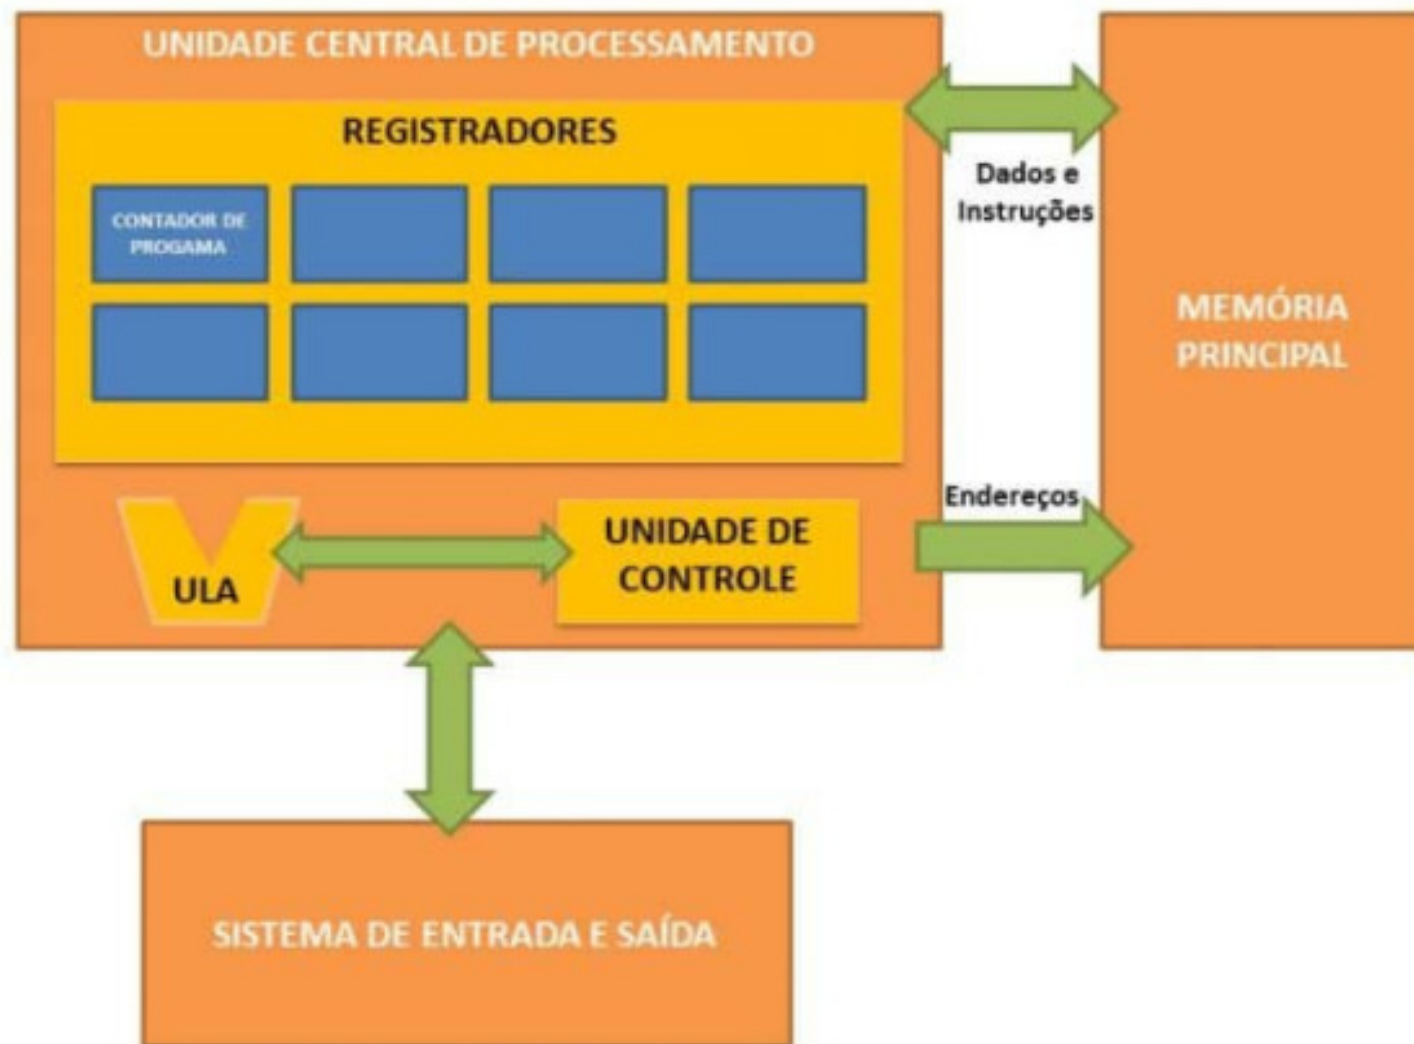 UNIDADE CENTRAL DE PROCESSAMENTO
REGISTRADORES
CONTADOR DE
PROGAMA
Dados e
Instruções
MEMÓRIA
PRINCIPAL
Endereços
ULA
UNIDADE DE
CONTROLE
SISTEMA DE ENTRADA E SAÍDA